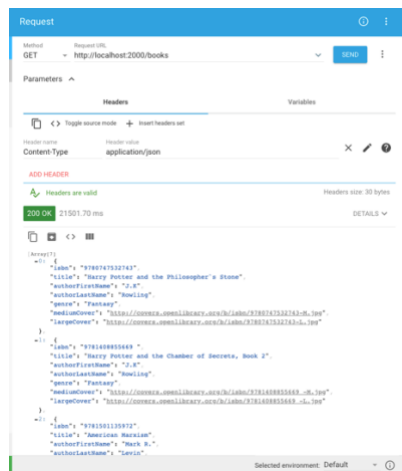 Request
Method
GET
Request URL
http://localhost:2000/books
SEND
Parameters
Headers
Variables
<> Toggle source mode + Insert headers set
Header name
Content-Type
Header value
application/json
ADD HEADER
Headers are valid
Headers size: 30 bytes
200 OK 21501.70 ms
DETAILS
[Array[7]
-0: {
"isbn": "9780747532743",
"title": "Harry Potter and the Philosopher's Stone",
"authorFirstName": "J.K",
"authorLastName": "Rowling",
"genre": "Fantasy",
"mediumCover": "http://covers.openlibrary.org/b/isbn/9780747532743-M.jpg"
"largeCover": "http://covers.openlibrary.org/b/isbn/9780747532743-L.jpg"
},
-1: {
"isbn": "9781408855669 ",
"title": "Harry Potter and the Chamber of Secrets, Book 2",
"authorFirstName": "J.K",
"authorLastName": "Rowling",
"genre": "Fantasy",
"mediumCover": "http://covers.openlibrary.org/b/isbn/9781408855669 -M.jpg"
"largeCover": "http://covers.openlibrary.org/b/isbn/9781408855669 -L.jpg"
},
-2: {
"isbn": "9781501135972",
"title": "American Marxism",
"authorFirstName": "Mark R.",
"authorLastName": "Levin",
Selected environment: Default